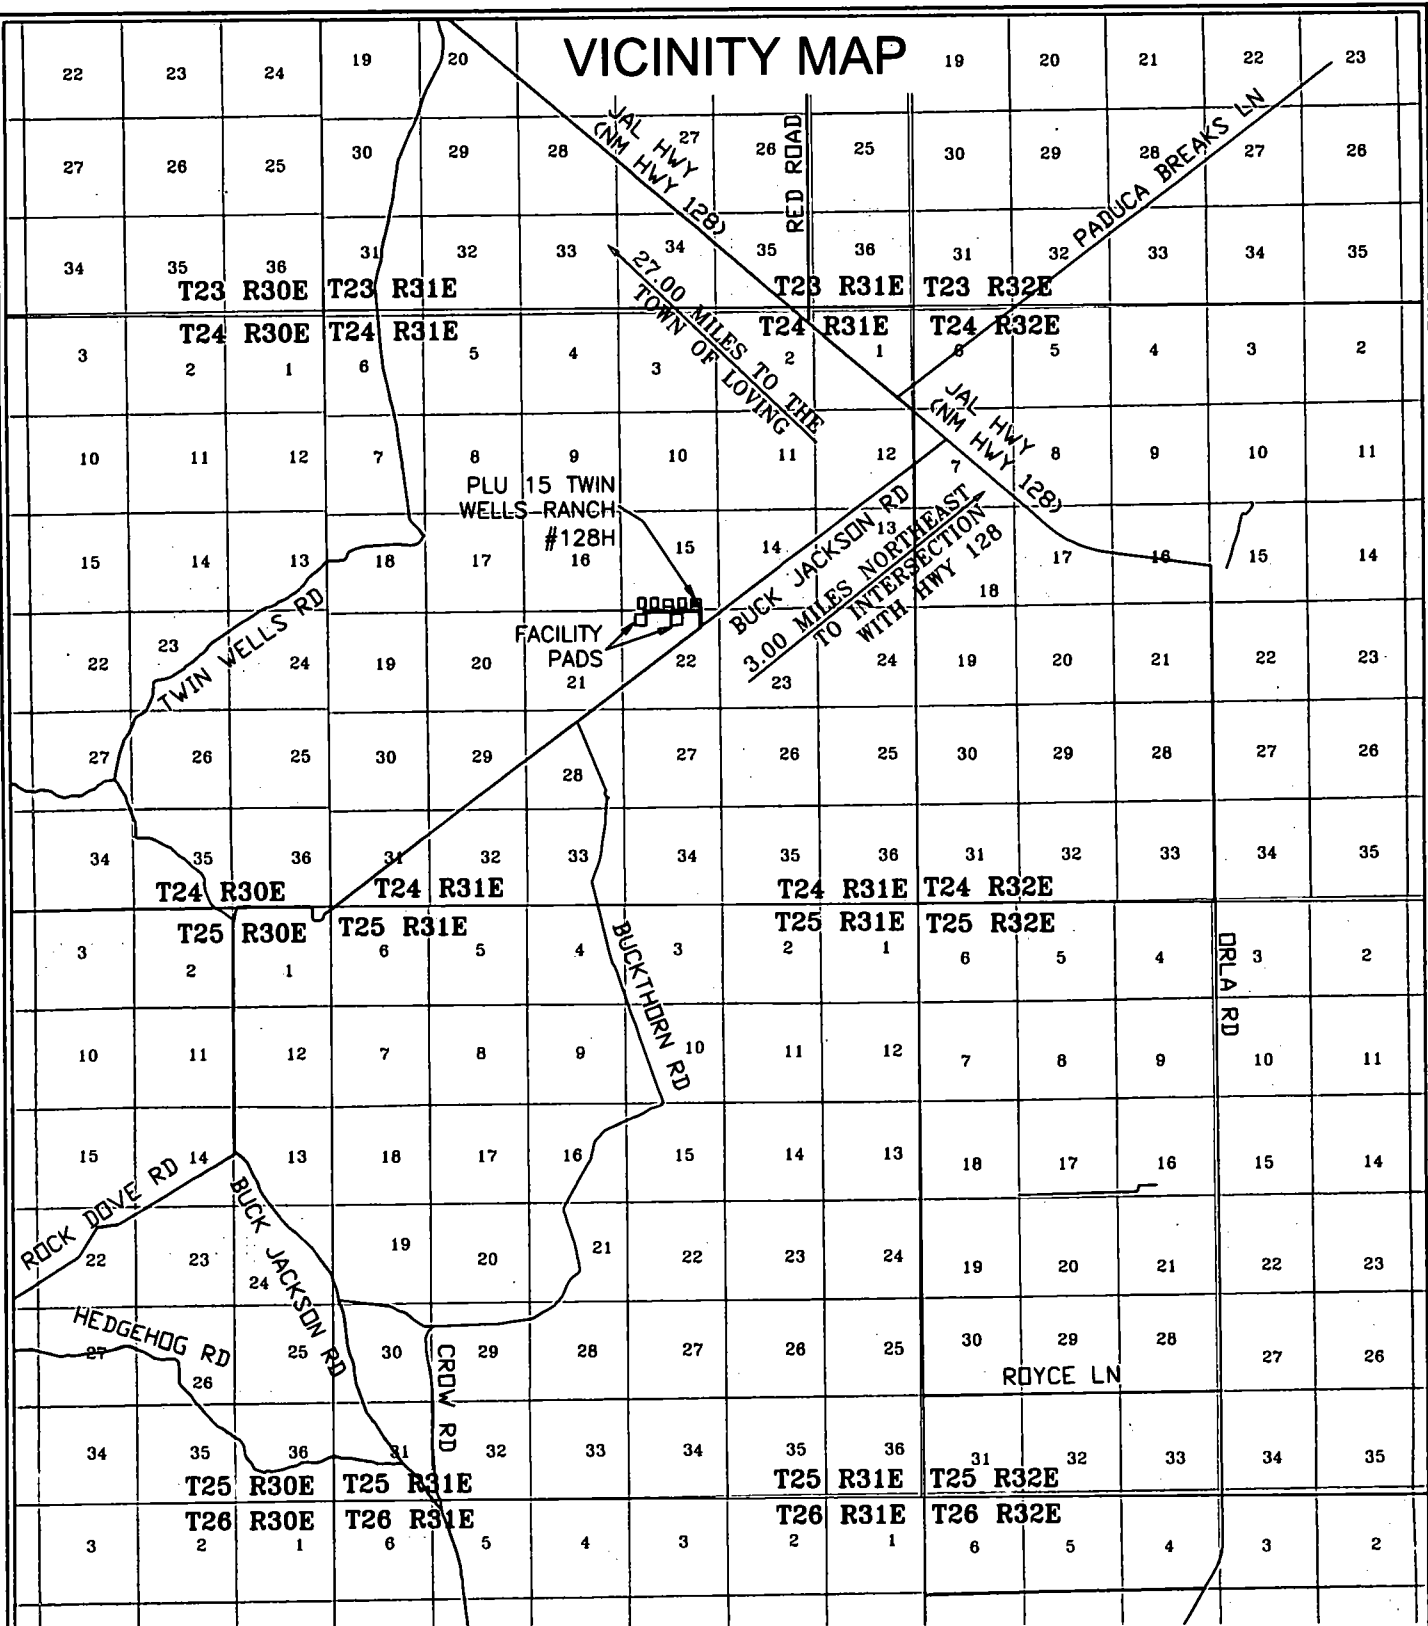 VICINITY MAP
22 23 24 19 20 19 20 21 22 23
JAL HWY
(NM HWY 128)
RED ROAD
PADUCA BREAKS LN
27 26 25 30 29 28 27 26 25 30 29 28 27 26
34 35 36 31 32 33 34 35 36 31 32 33 34 35
T23 R30E T23 R31E T23 R31E T23 R32E
T24 R30E T24 R31E T24 R31E T24 R32E
27.00 MILES TO THE
TOWN OF LOVING
3 2 1 6 5 4 3 2 1 6 5 4 3 2
JAL HWY
(NM HWY 128)
10 11 12 7 8 9 10 11 12 7 8 9 10 11
PLU 15 TWIN
WELLS RANCH
#128H
15 14 13 18 17 16 15 14 13 18 17 16 15 14
BUCK JACKSON RD
3.00 MILES NORTHEAST
TO INTERSECTION
WITH HWY 128
TWIN WELLS RD
FACILITY
PADS
22 23 24 19 20 21 22 23 24 19 20 21 22 23
27 26 25 30 29 28 27 26 25 30 29 28 27 26
34 35 36 31 32 33 34 35 36 31 32 33 34 35
T24 R30E T24 R31E T24 R31E T24 R32E
T25 R30E T25 R31E T25 R31E T25 R32E
3 2 1 6 5 4 3 2 1 6 5 4 3 2
BUCKTHORN RD
ORLA RD
10 11 12 7 8 9 10 11 12 7 8 9 10 11
15 14 13 18 17 16 15 14 13 18 17 16 15 14
ROCK DOVE RD
BUCK JACKSON RD
22 23 24 19 20 21 22 23 24 19 20 21 22 23
HEDGEHOG RD
27 26 25 30 29 28 27 26 25 30 29 28 27 26
CROW RD
ROYCE LN
34 35 36 31 32 33 34 35 36 31 32 33 34 35
T25 R30E T25 R31E T25 R31E T25 R32E
T26 R30E T26 R31E T26 R31E T26 R32E
3 2 1 6 5 4 3 2 1 6 5 4 3 2